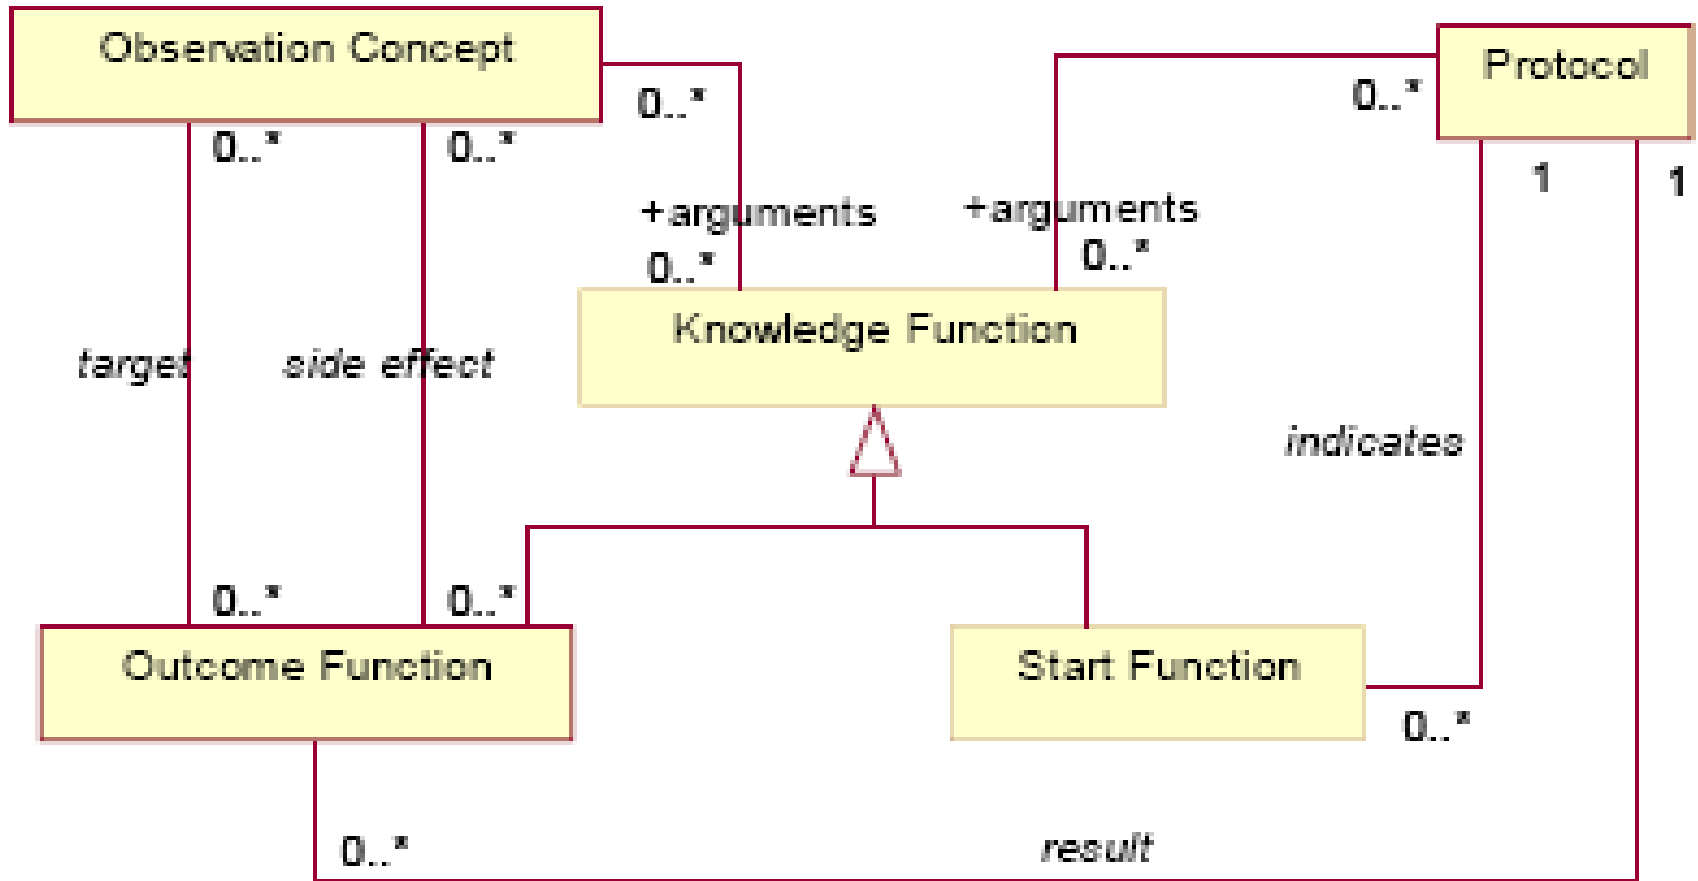 Observation Concept
Protocol
0..*
0..*
0..*
0..*
1
1
+arguments
+arguments
0..*
0..*
Knowledge Function
target
side effect
indicates
0..*
0..*
Outcome Function
Start Function
0..*
0..*
result